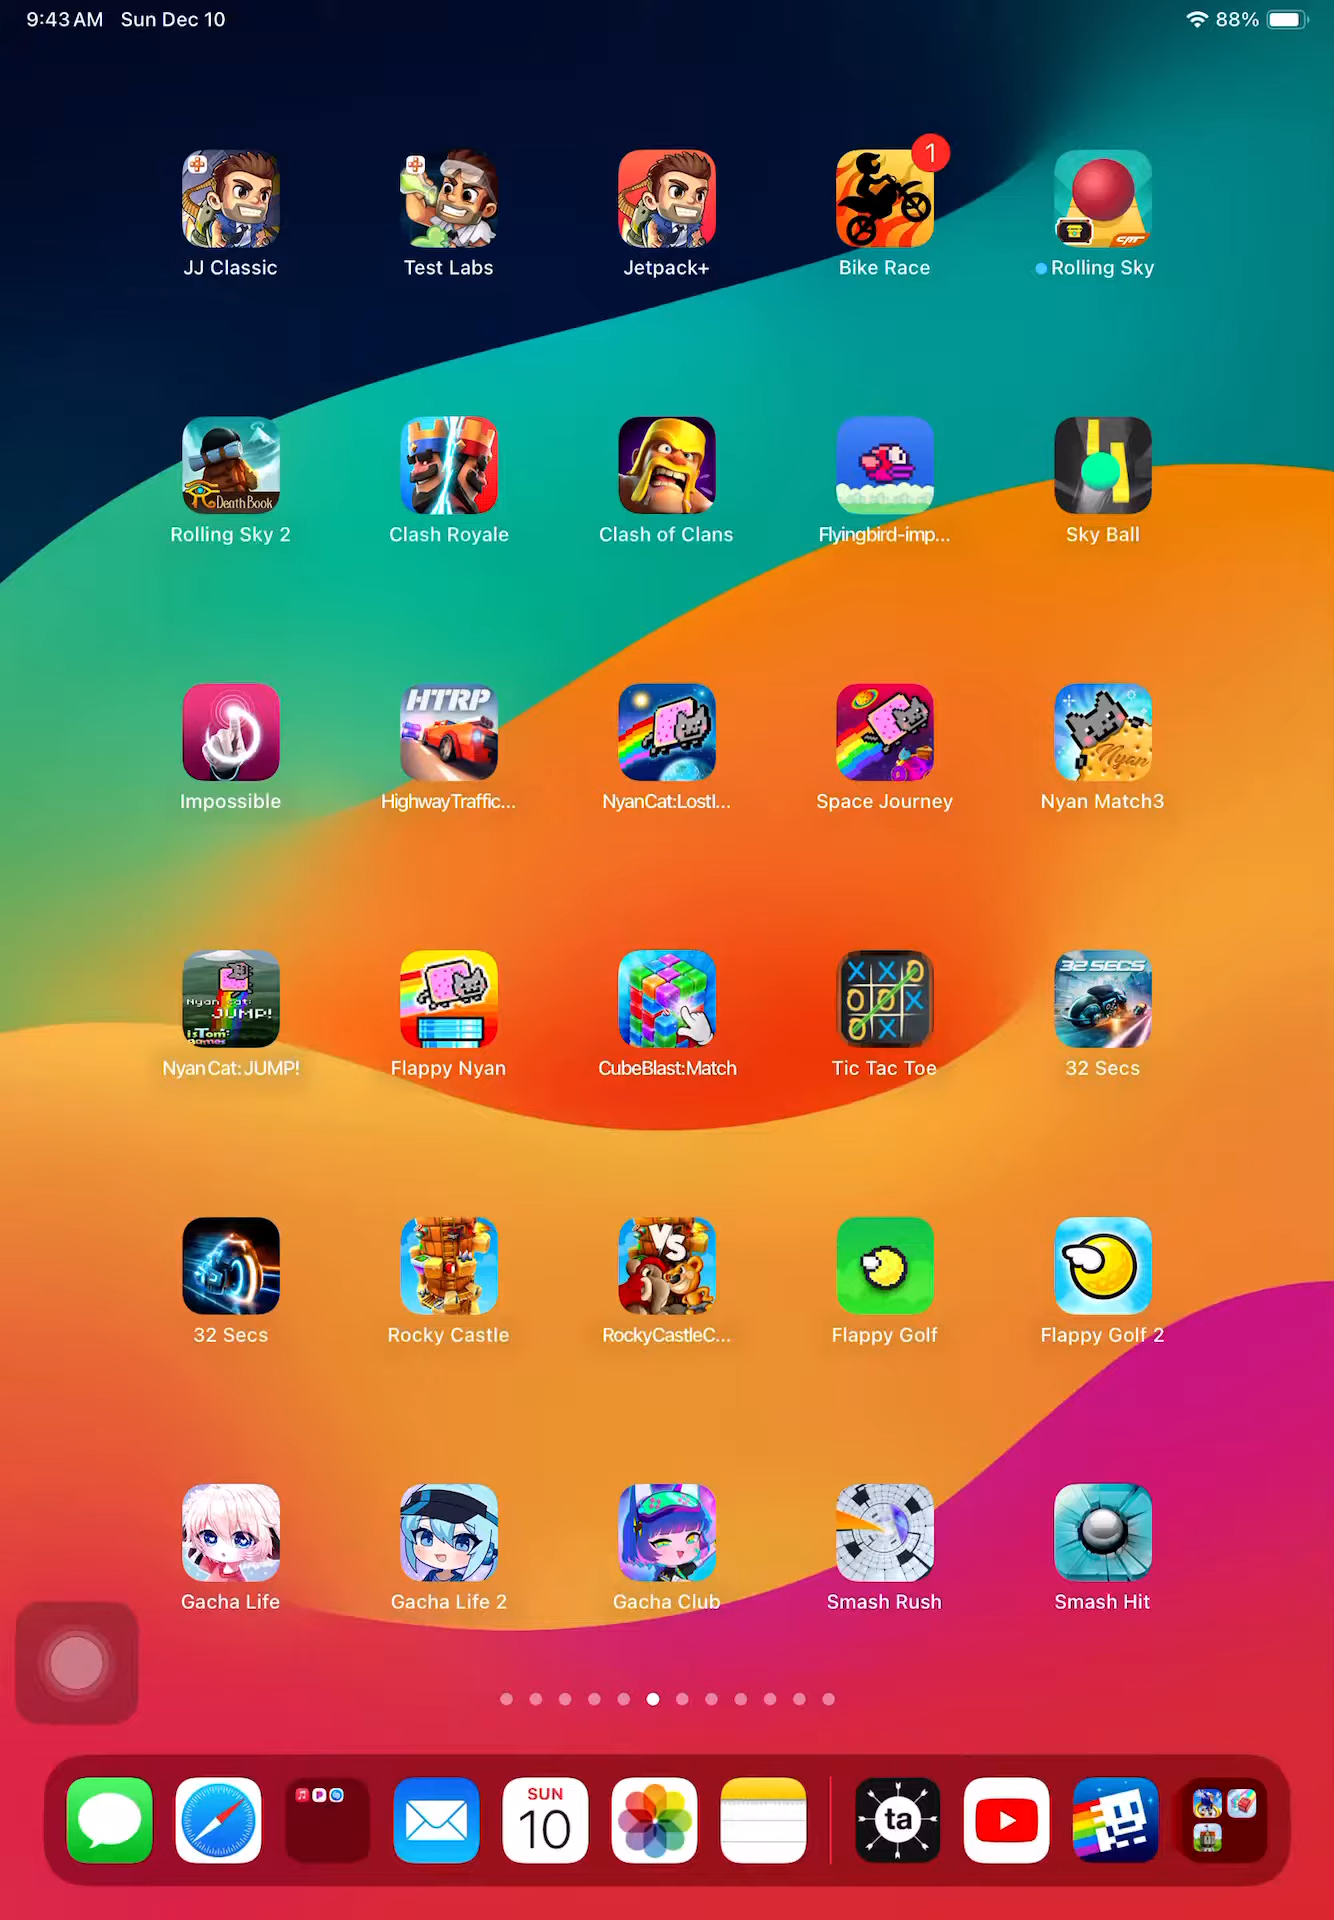 9:43 AM Sun Dec 10
88%
1
JJ Classic
Test Labs
Jetpack+
Bike Race
Rolling Sky
Death Book
Rolling Sky 2
Clash Royale
Clash of Clans
Flyingbird-imp...
Sky Ball
HTRP
Nyan
Impossible
HighwayTraffic...
NyanCat:LostI...
Space Journey
Nyan Match3
Nyan Cat:
JUMP!
isTom:
games
32 SECS
NyanCat:JUMP!
Flappy Nyan
CubeBlast:Match
Tic Tac Toe
32 Secs
VS
32 Secs
Rocky Castle
RockyCastleC...
Flappy Golf
Flappy Golf 2
Gacha Life
Gacha Life 2
Gacha Club
Smash Rush
Smash Hit
SUN
10
ta